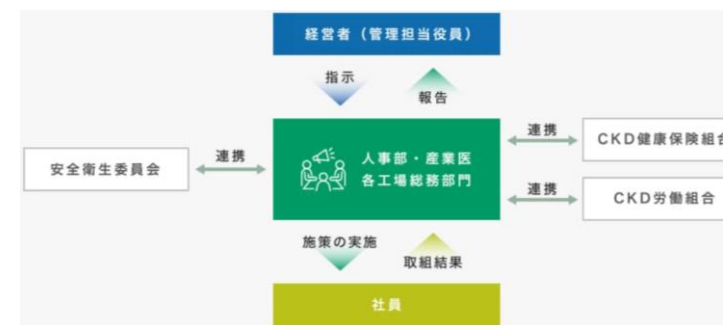 経営者（管理担当役員）
指示
報告
安全衛生委員会
連携
人事部・産業医
各工場総務部門
連携
CKD健康保険組合
連携
CKD労働組合
施策の実施
取組結果
社員